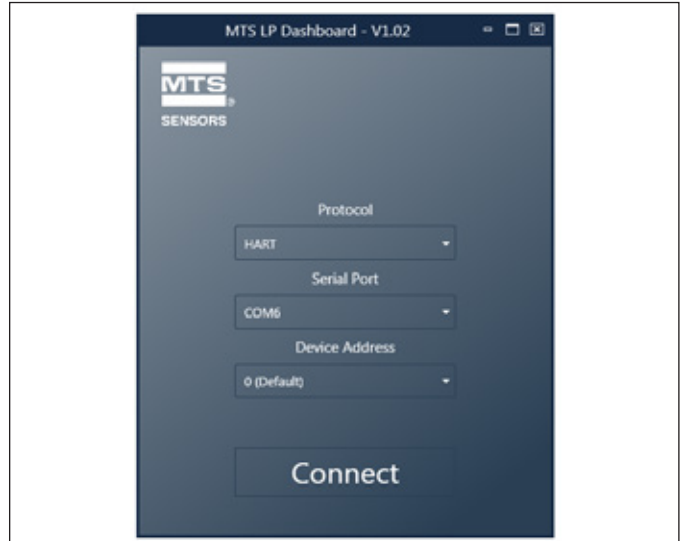 MTS LP Dashboard - V1.02
MTS®
SENSORS
Protocol
HART
Serial Port
COM6
Device Address
0 (Default)
Connect